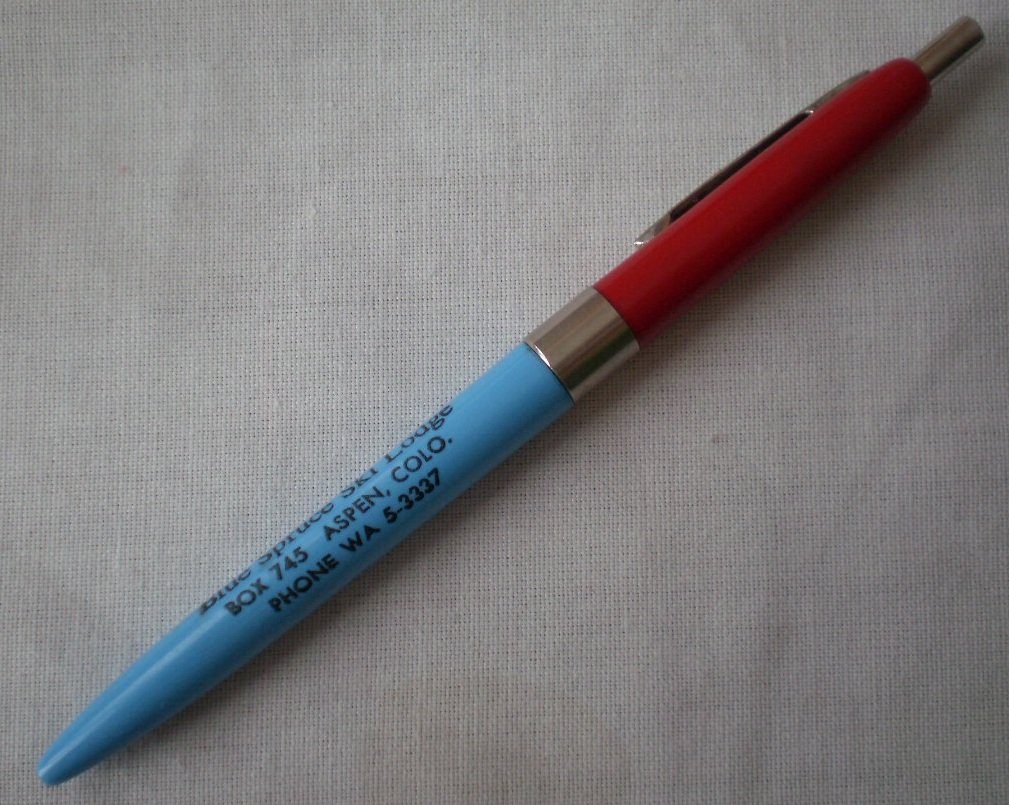 Blue Spruce Ski Lodge
BOX 745 ASPEN, COLO.
PHONE WA 5-3337